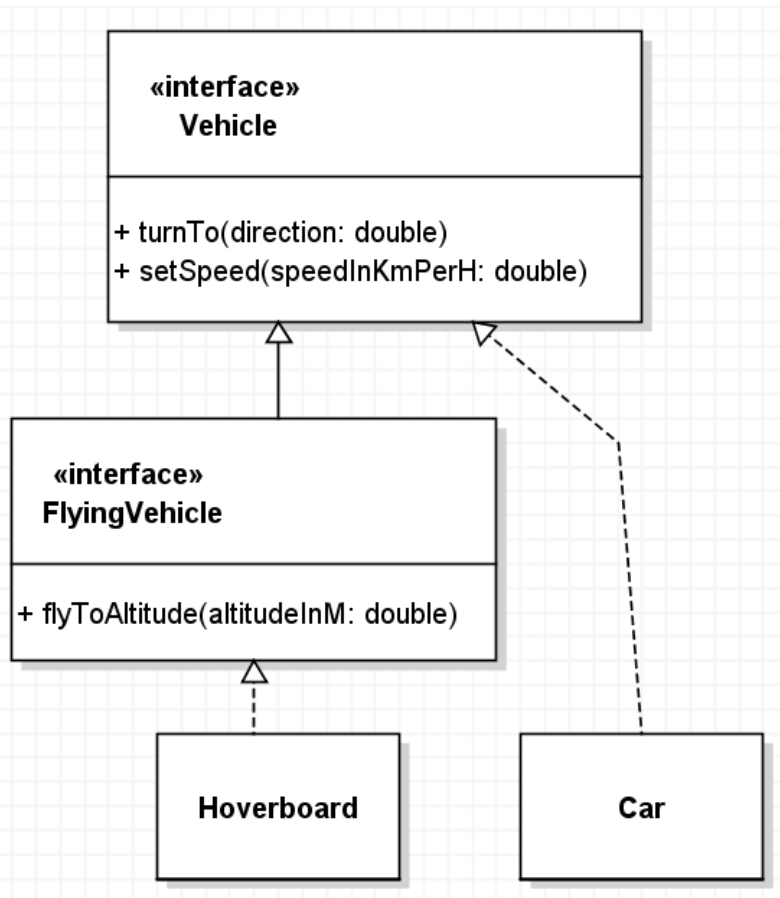 «interface»
Vehicle
+ turnTo(direction: double)
+ setSpeed(speedInKmPerH: double)
«interface»
FlyingVehicle
+ flyToAltitude(altitudeInM: double)
Hoverboard
Car